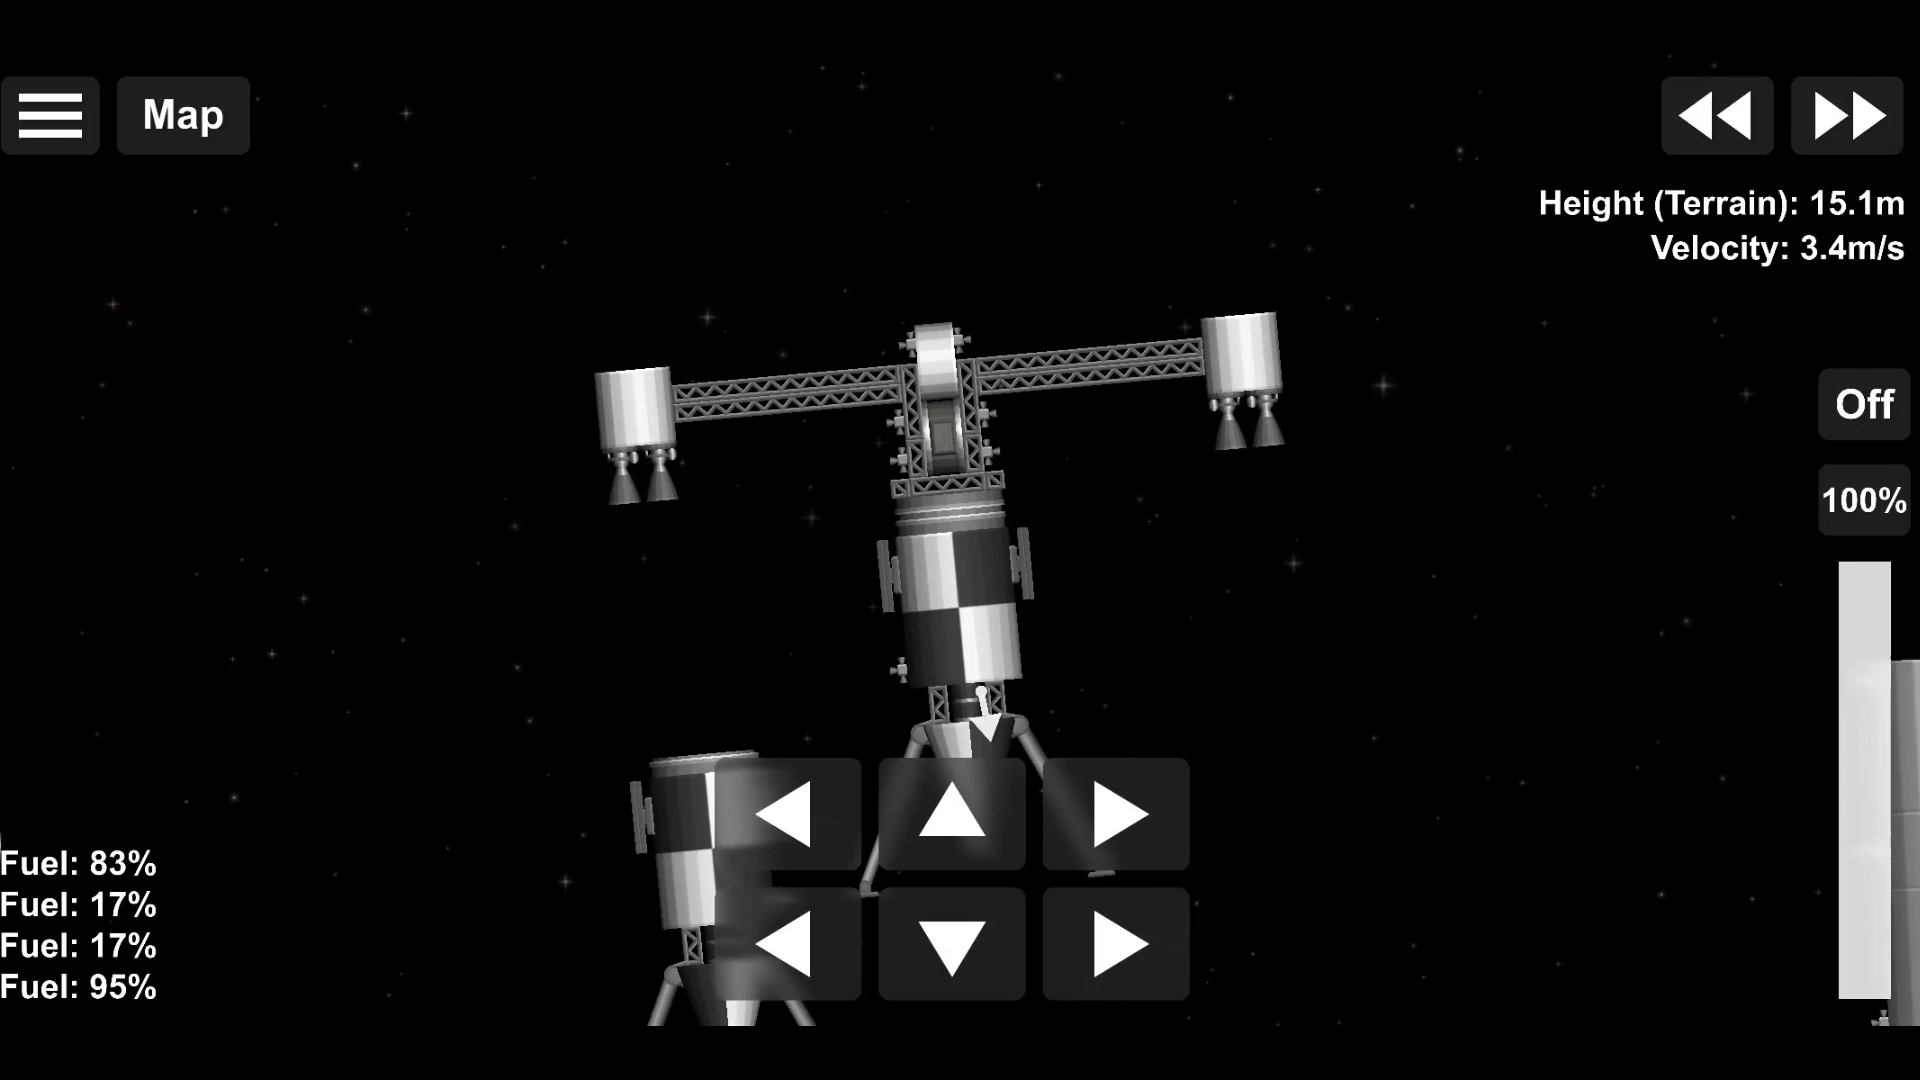 Map
Height (Terrain): 15.1m
Velocity: 3.4m/s
Off
100%
Fuel: 83%
Fuel: 17%
Fuel: 17%
Fuel: 95%